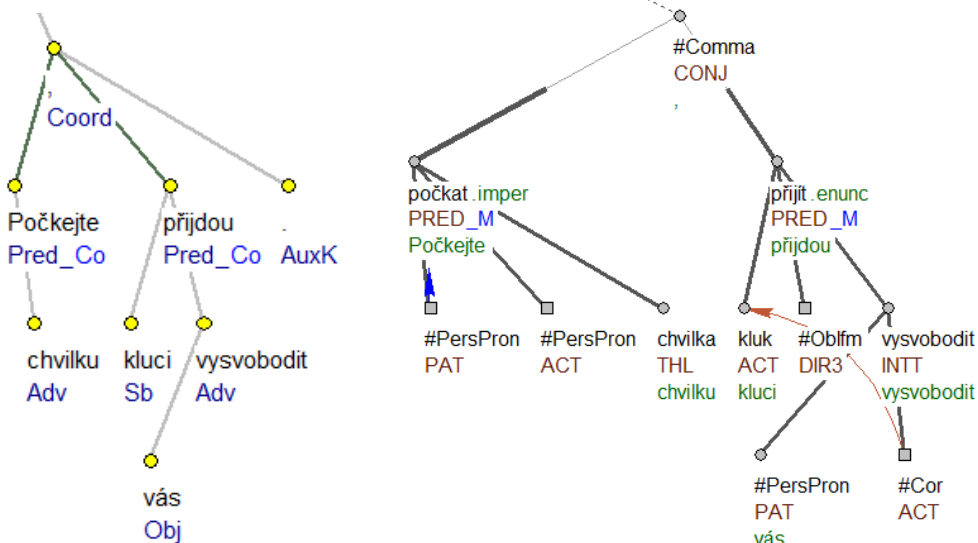 ,
Coord
Počkejte
Pred_Co
přijdou
Pred_Co
.
AuxK
chvilku
Adv
kluci
Sb
vysvobodit
Adv
vás
Obj
#Comma
CONJ
,
počkat.imper
PRED_M
Počkejte
přijít.enunc
PRED_M
přijdou
#PersPron
PAT
#PersPron
ACT
chvilka
THL
chvilku
kluk
ACT
kluci
#Oblfm
DIR3
vysvobodit
INTT
vysvobodit
#PersPron
PAT
vás
#Cor
ACT